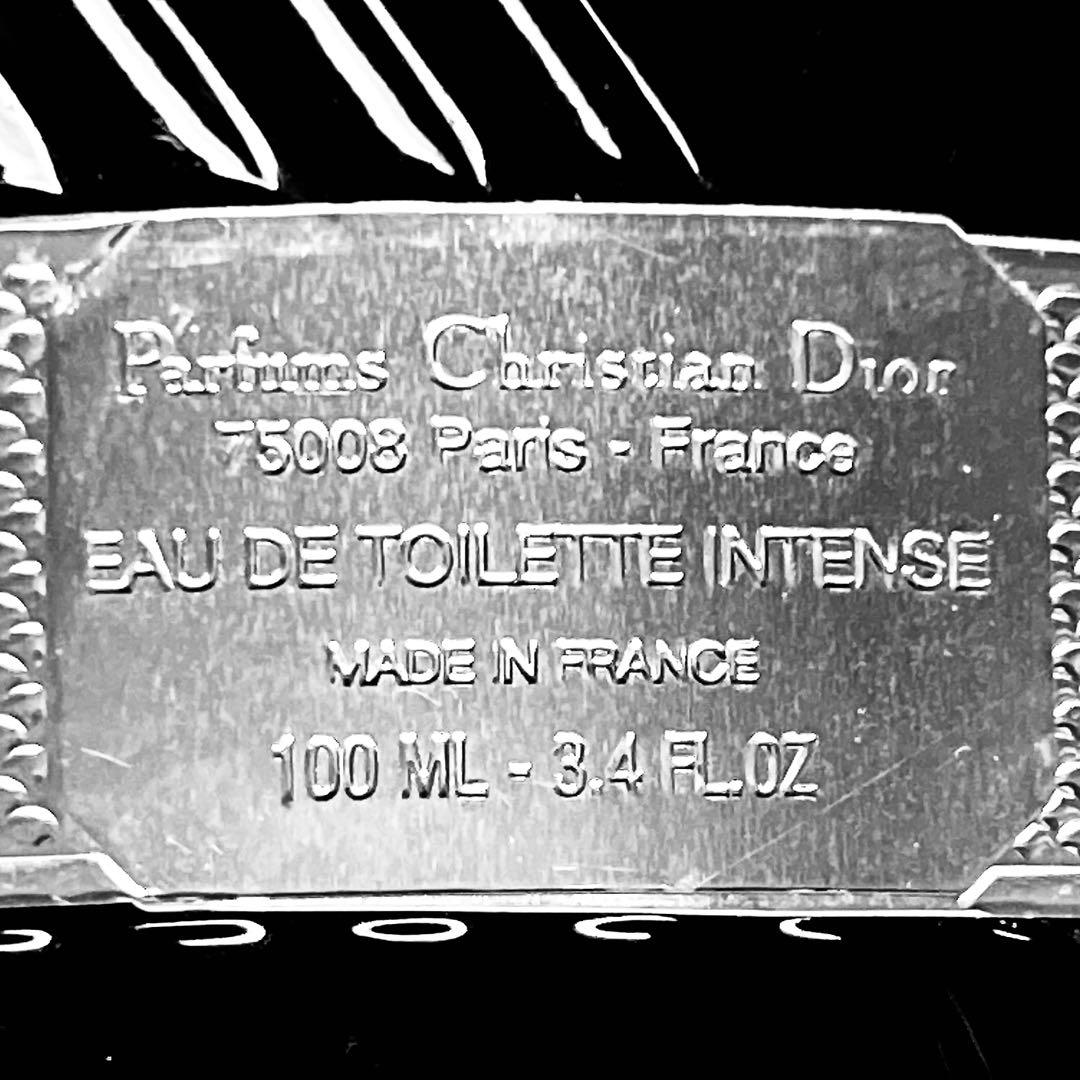 Parfums Christian Dior
75008 Paris - France
EAU DE TOILETTE INTENSE
MADE IN FRANCE
100 ML - 3.4 FL.OZ